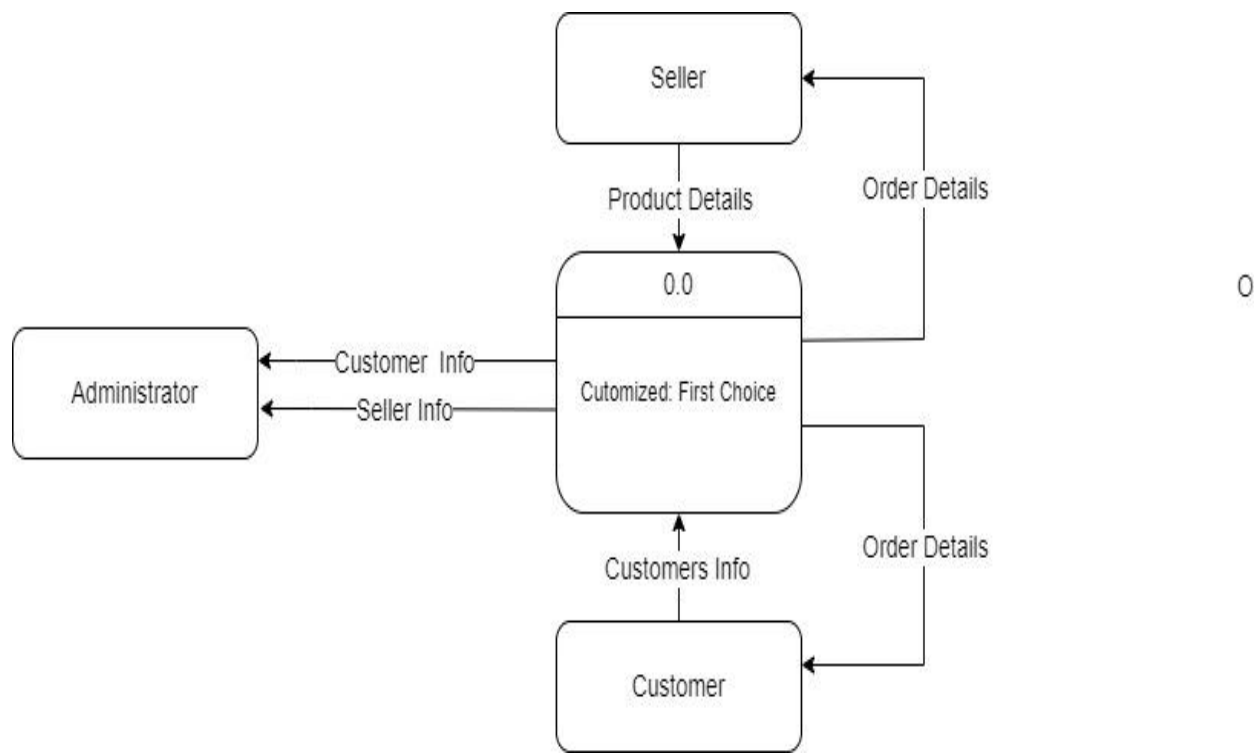 Seller
Product Details
Order Details
0.0
O
Customer Info
Administrator
Cutomized: First Choice
Seller Info
Order Details
Customers Info
Customer